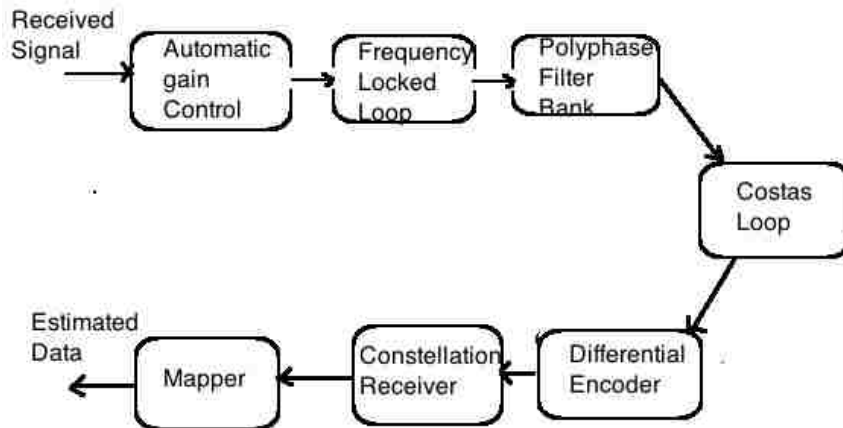 Received
Signal
Automatic
gain
Control
Frequency
Locked
Loop
Polyphase
Filter
Bank
Costas
Loop
Differential
Encoder
Constellation
Receiver
Mapper
Estimated
Data